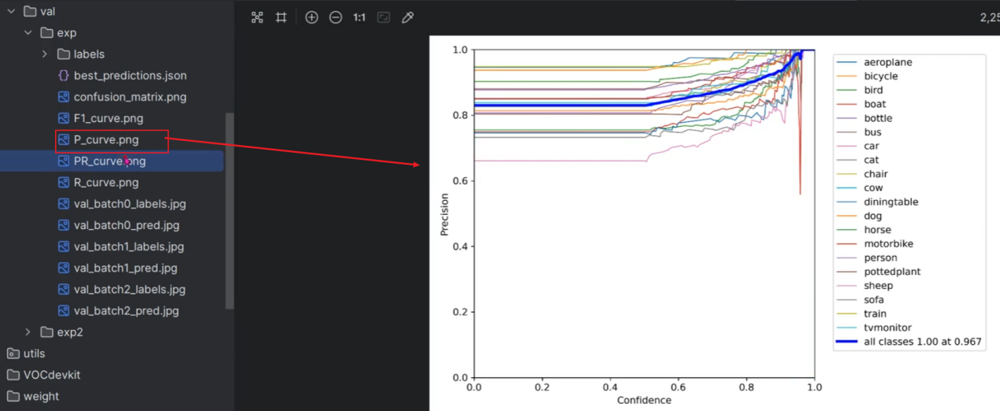 val
exp
labels
best_predictions.json
confusion_matrix.png
F1_curve.png
P_curve.png
PR_curve.png
R_curve.png
val_batch0_labels.jpg
val_batch0_pred.jpg
val_batch1_labels.jpg
val_batch1_pred.jpg
val_batch2_labels.jpg
val_batch2_pred.jpg
exp2
utils
VOCdevkit
weight
1:1
2,25
1.0
0.8
0.6
0.4
0.2
0.0
Precision
0.0 0.2 0.4 0.6 0.8 1.0
Confidence
aeroplane
bicycle
bird
boat
bottle
bus
car
cat
chair
cow
diningtable
dog
horse
motorbike
person
pottedplant
sheep
sofa
train
tvmonitor
all classes 1.00 at 0.967